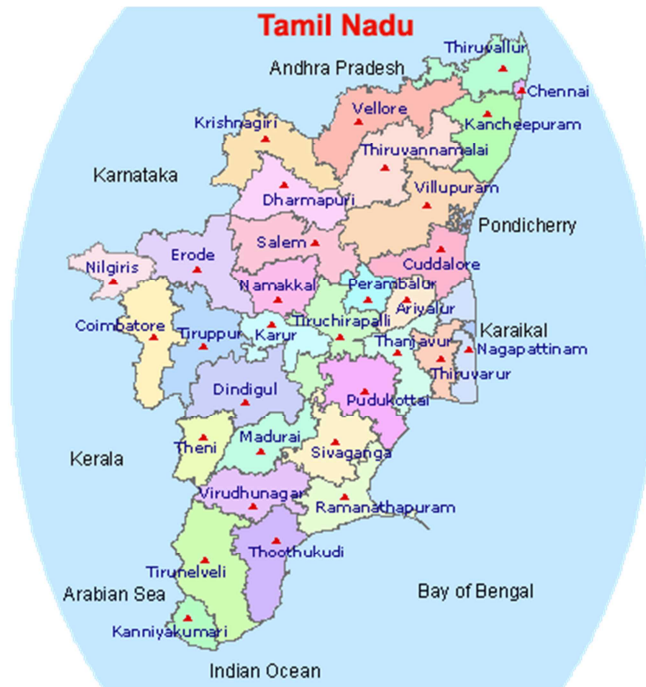 Tamil Nadu
Thiruvallur
Andhra Pradesh
Chennai
Vellore
Kancheepuram
Krishnagiri
Thiruvannamalai
Karnataka
Villupuram
Dharmapuri
Pondicherry
Salem
Erode
Cuddalore
Nilgiris
Namakkal
Perambalur
Ariyalur
Tiruchirapalli
Coimbatore
Tiruppur
Karur
Karaikal
Thanjavur
Nagapattinam
Thiruvarur
Dindigul
Pudukottai
Madurai
Theni
Sivaganga
Kerala
Virudhunagar
Ramanathapuram
Thoothukudi
Tirunelveli
Arabian Sea
Bay of Bengal
Kanniyakumari
Indian Ocean